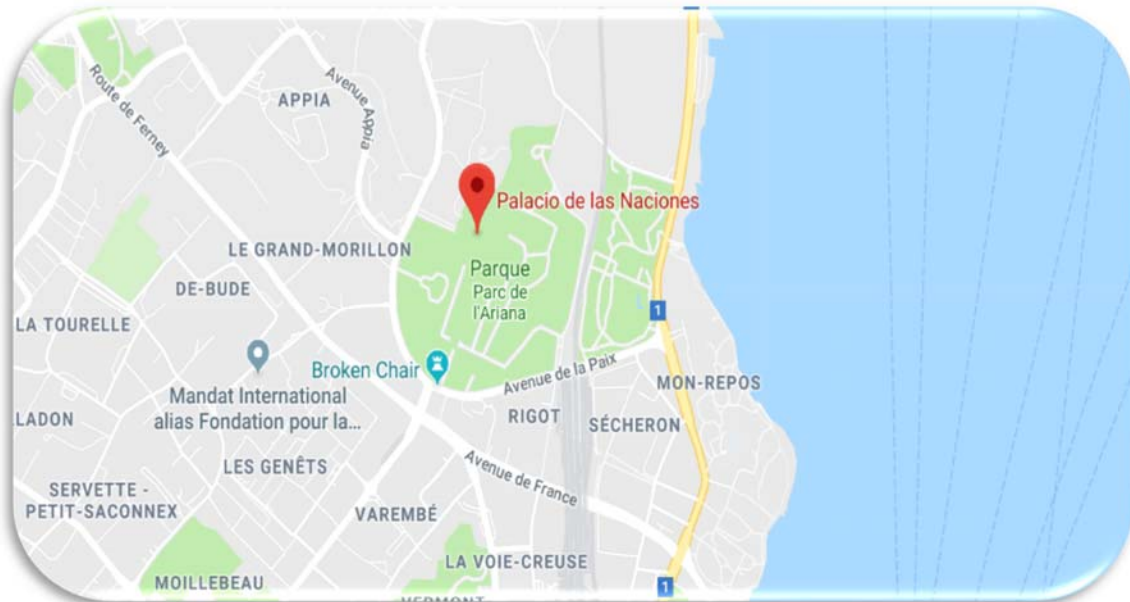 Route de Ferney
APPIA
Avenue Appia
Palacio de las Naciones
LE GRAND-MORILLON
Parque
Parc de
l'Ariana
DE-BUDE
1
LA TOURELLE
Broken Chair
Avenue de la Paix
MON-REPOS
Mandat International
alias Fondation pour la...
LADON
RIGOT
SÉCHERON
LES GENÊTS
Avenue de France
SERVETTE -
PETIT-SACONNEX
VAREMBÉ
LA VOIE-CREUSE
MOILLEBEAU
1
VERMONT